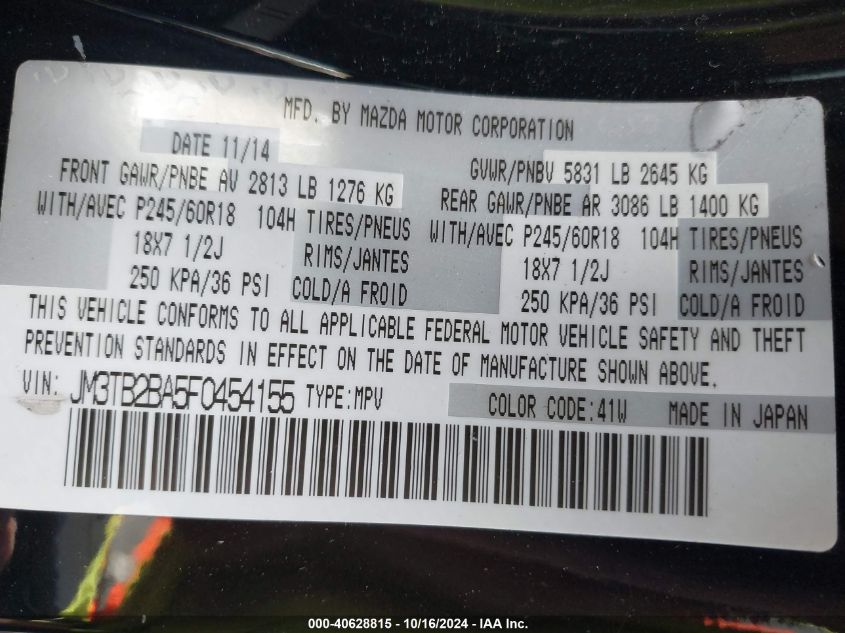 MFD. BY MAZDA MOTOR CORPORATION
DATE 11/14 GVWR/PNBV 5831 LB 2645 KG
FRONT GAWR/PNBE AV 2813 LB 1276 KG REAR GAWR/PNBE AR 3086 LB 1400 KG
WITH/AVEC P245/60R18 104H TIRES/PNEUS WITH/AVEC P245/60R18 104H TIRES/PNEUS
18X7 1/2J RIMS/JANTES 18X7 1/2J RIMS/JANTES
250 KPA/36 PSI COLD/A FROID 250 KPA/36 PSI COLD/A FROID
THIS VEHICLE CONFORMS TO ALL APPLICABLE FEDERAL MOTOR VEHICLE SAFETY AND THEFT
PREVENTION STANDARDS IN EFFECT ON THE DATE OF MANUFACTURE SHOWN ABOVE.
VIN: JM3TB2BA5F0454155 TYPE:MPV COLOR CODE:41W MADE IN JAPAN
000-40628815 - 10/16/2024 - IAA Inc.